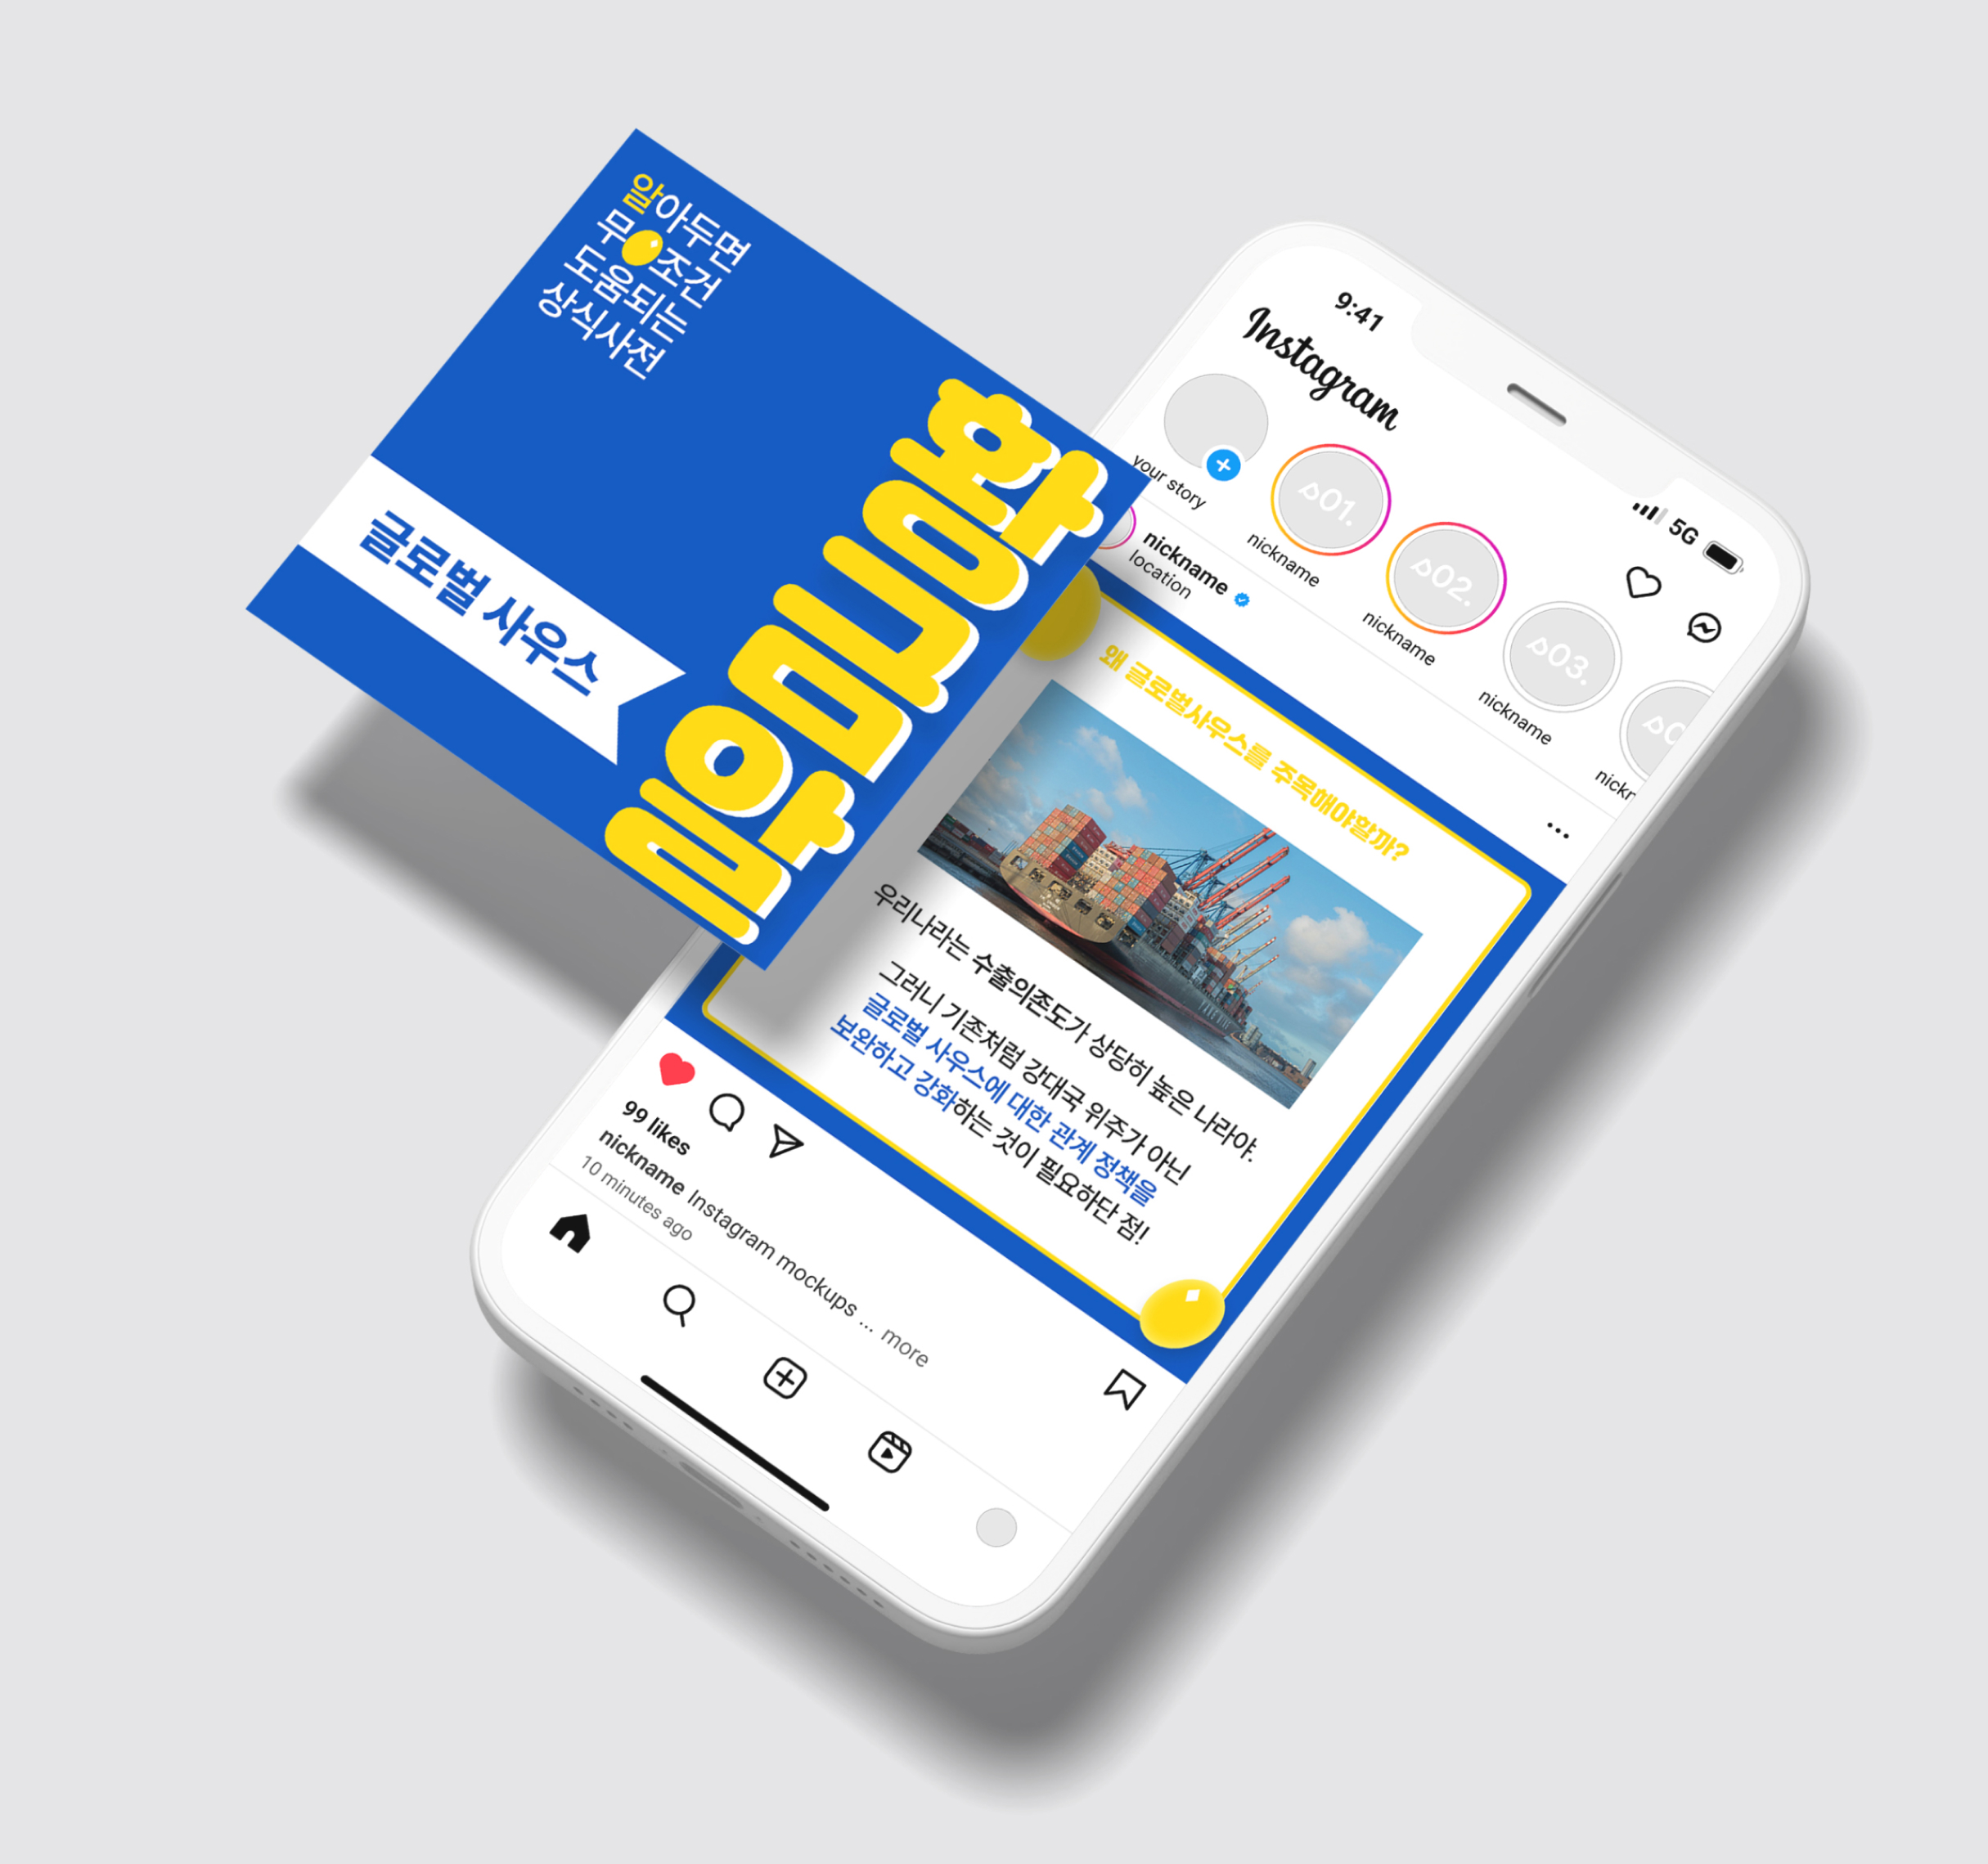 알아두면
무조건
도움되는
상식사전
황금알
글로벌 사우스
9:41
5G
Instagram
your story
nickname
nickname
nickname
nickr
01.
02.
03.
nickname
location
왜 글로벌사우스를 주목해야할까?
우리나라는 수출의존도가 상당히 높은 나라야.
그러니 기존처럼 강대국 위주가 아닌
글로벌 사우스에 대한 관계 정책을
보완하고 강화하는 것이 필요하단 점!
99 likes
nickname Instagram mockups ... more
10 minutes ago